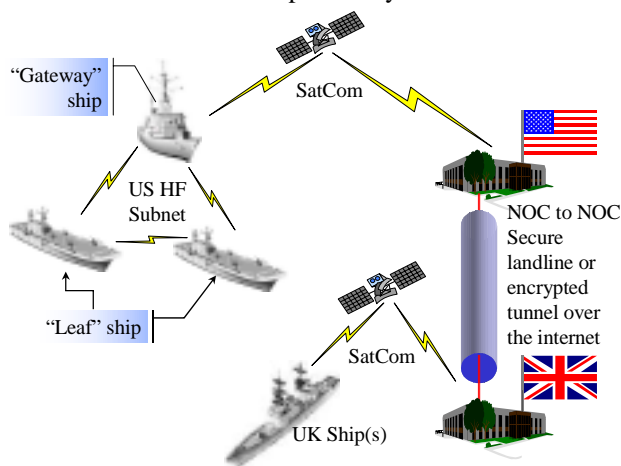 SatCom
“Gateway”
ship
US HF
Subnet
NOC to NOC
Secure
landline or
encrypted
tunnel over
the internet
“Leaf” ship
SatCom
UK Ship(s)